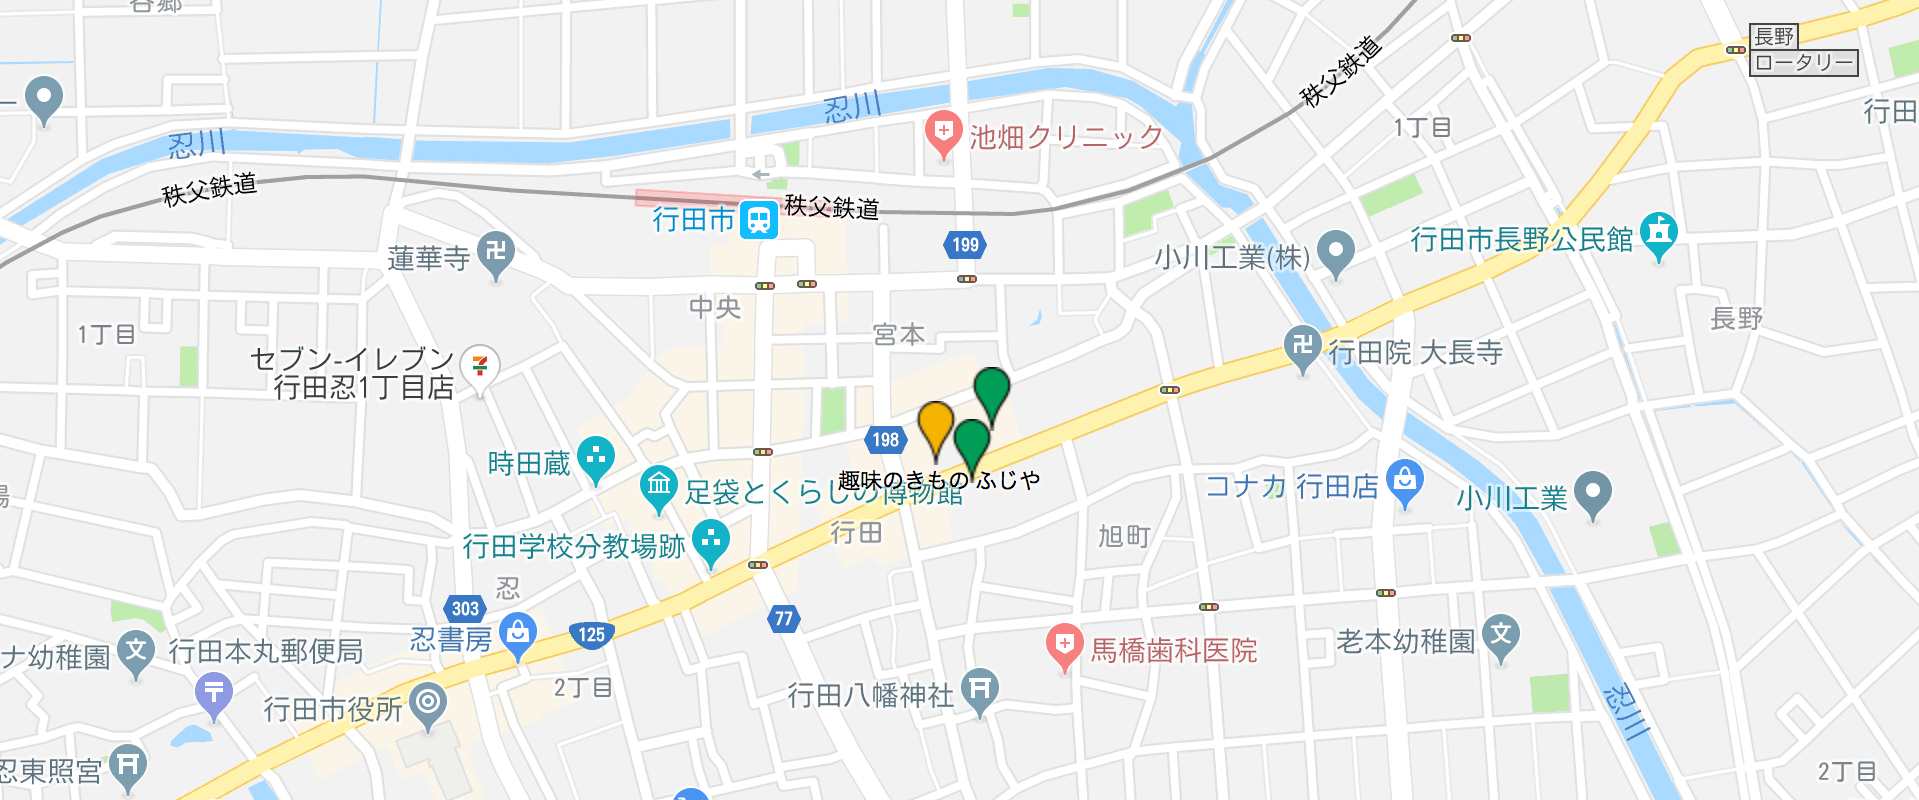 谷郷
長野
ロータリー
秩父鉄道
忍川
忍川
行田
1丁目
池畑クリニック
秩父鉄道
秩父鉄道
行田市
199
行田市長野公民館
蓮華寺
小川工業(株)
中央
宮本
長野
1丁目
セブン-イレブン
行田忍1丁目店
行田院 大長寺
198
時田蔵
趣味のきもの ふじや
足袋とくらしの博物館
コナカ 行田店
小川工業
行田
旭町
行田学校分教場跡
忍
303
77
125
忍書房
行田本丸郵便局
ナ幼稚園
文
馬橋歯科医院
老本幼稚園
文
2丁目
行田八幡神社
行田市役所
忍川
忍東照宮
2丁目